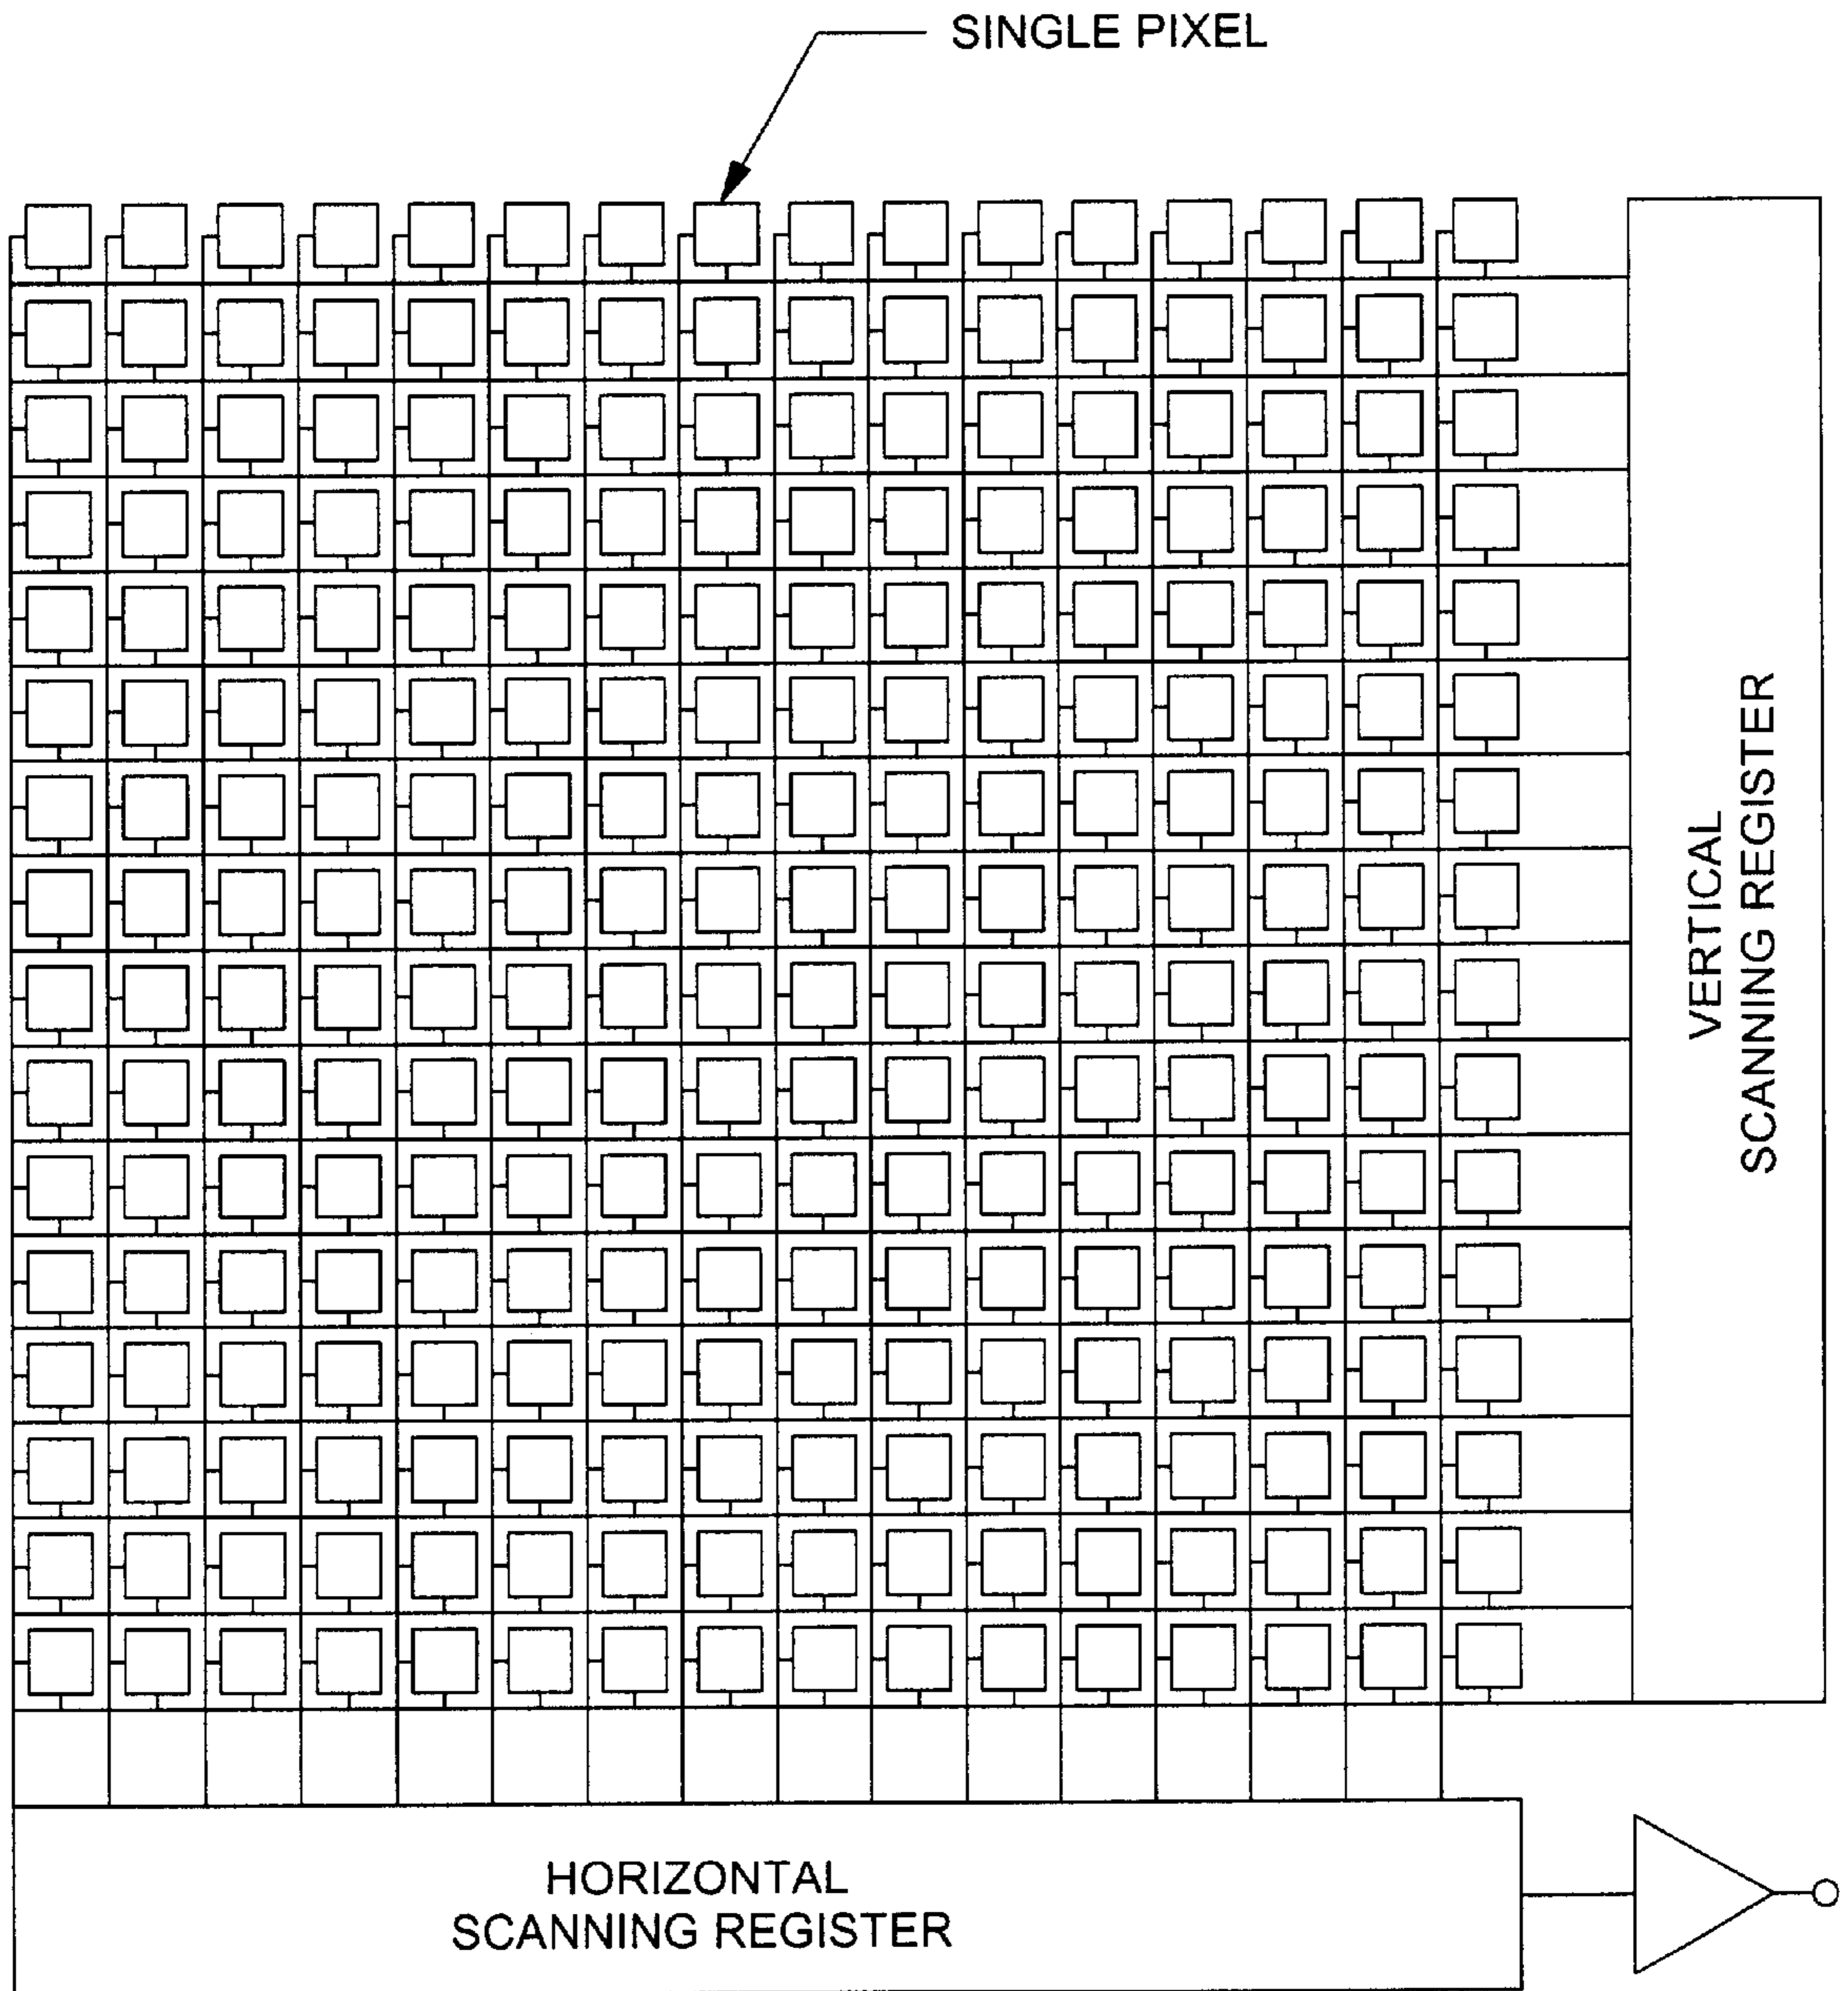 SINGLE PIXEL
VERTICAL
SCANNING REGISTER
HORIZONTAL
SCANNING REGISTER